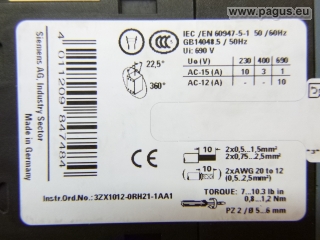 www.pagus.eu
IEC /EN 60947-5-1 50 / 60Hz
GB14048.5 / 50Hz
Ui: 690 V
CCC
Ue (V) 230 400 690
AC-15 (A) 10 3 1
AC-12 (A) 10
22,5°
360°
Siemens AG, Industry Sector
Made in Germany
4 011209 847484
CE
10
2x0,5...1,5mm²
2x0,75...2,5mm²
10
2xAWG 20 to 12
(0,5...2,5mm²)
Instr.Ord.No.: 3ZX1012-0RH21-1AA1
TORQUE: 7...10.3 lb in
0,8...1,2 Nm
PZ 2 / Ø 5...6 mm